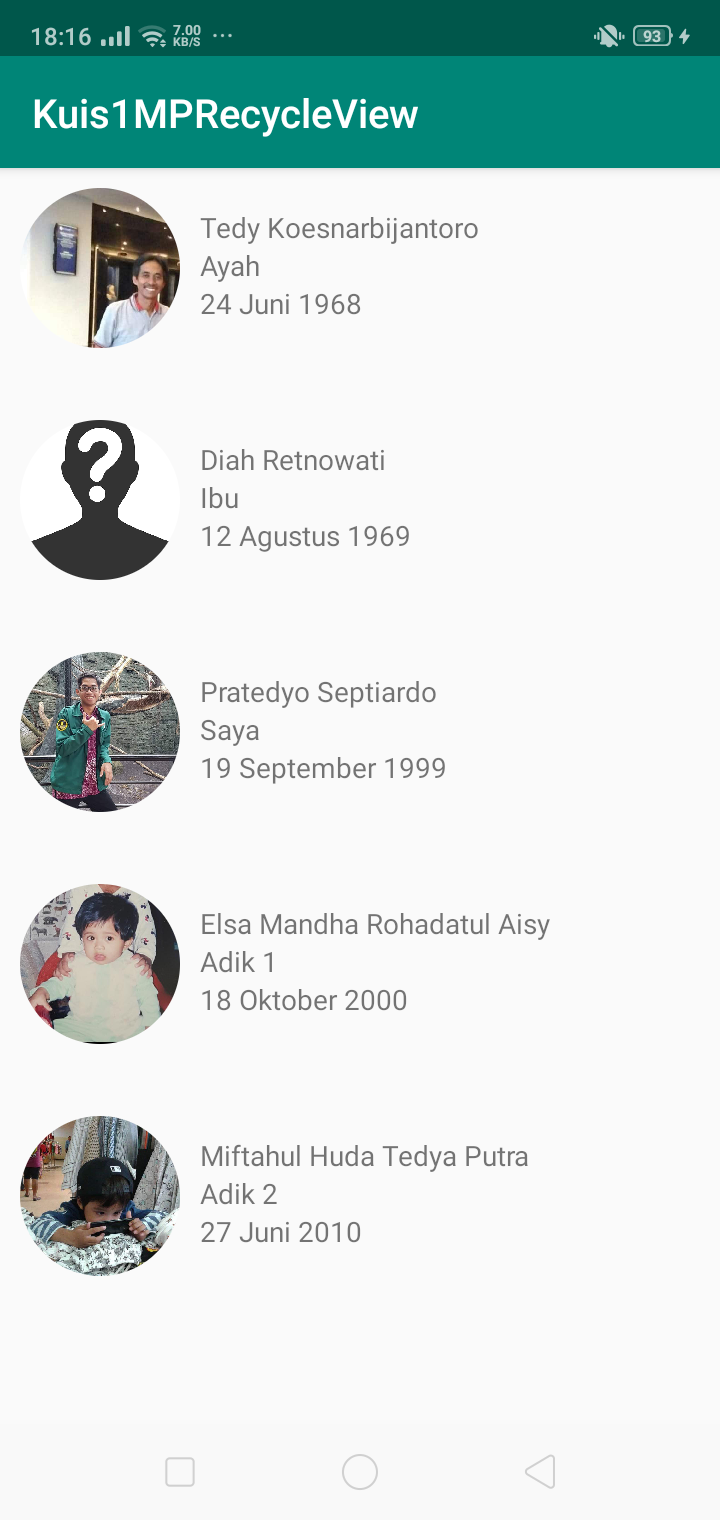 18:16 7.00 KB/S ... 93
Kuis1MPRecycleView
Tedy Koesnarbijantoro
Ayah
24 Juni 1968
?
Diah Retnowati
Ibu
12 Agustus 1969
Pratedyo Septiardo
Saya
19 September 1999
Elsa Mandha Rohadatul Aisy
Adik 1
18 Oktober 2000
Miftahul Huda Tedya Putra
Adik 2
27 Juni 2010